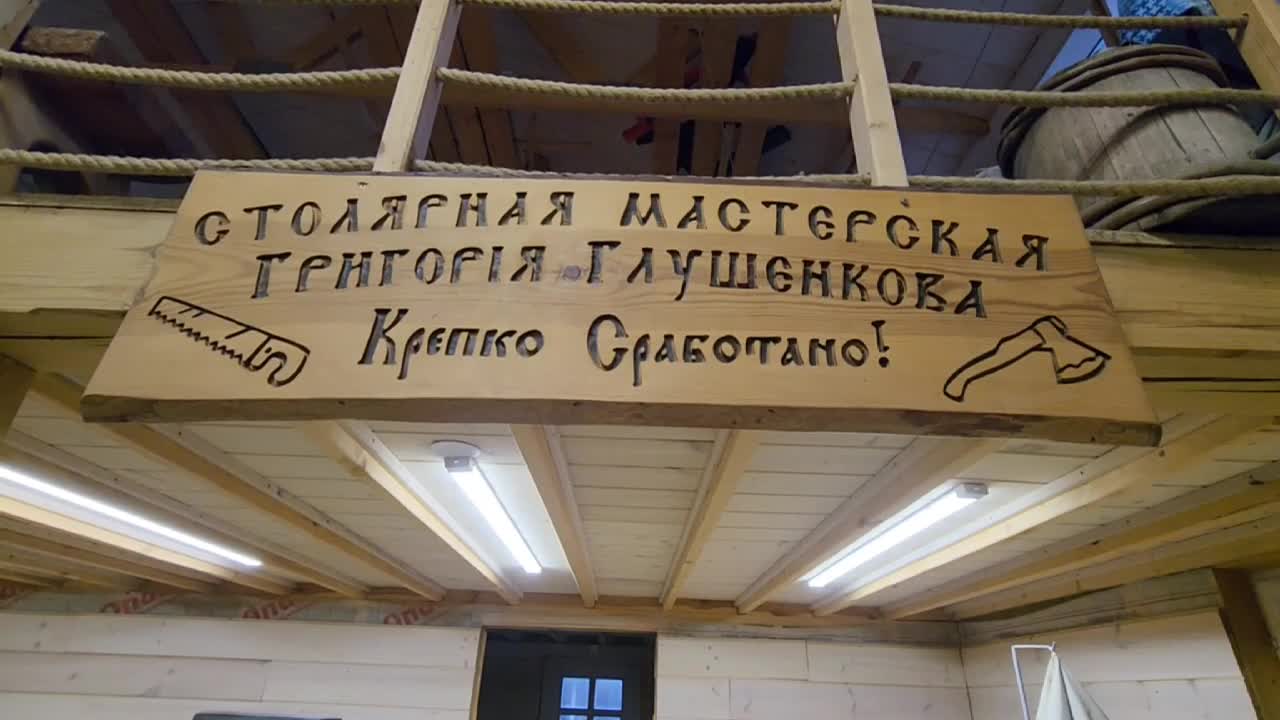 СТОЛЯРНАЯ МАСТЕРСКАЯ
ГРИГОРІЯ ГЛУШЕНКОВА
Крепко Сработано!